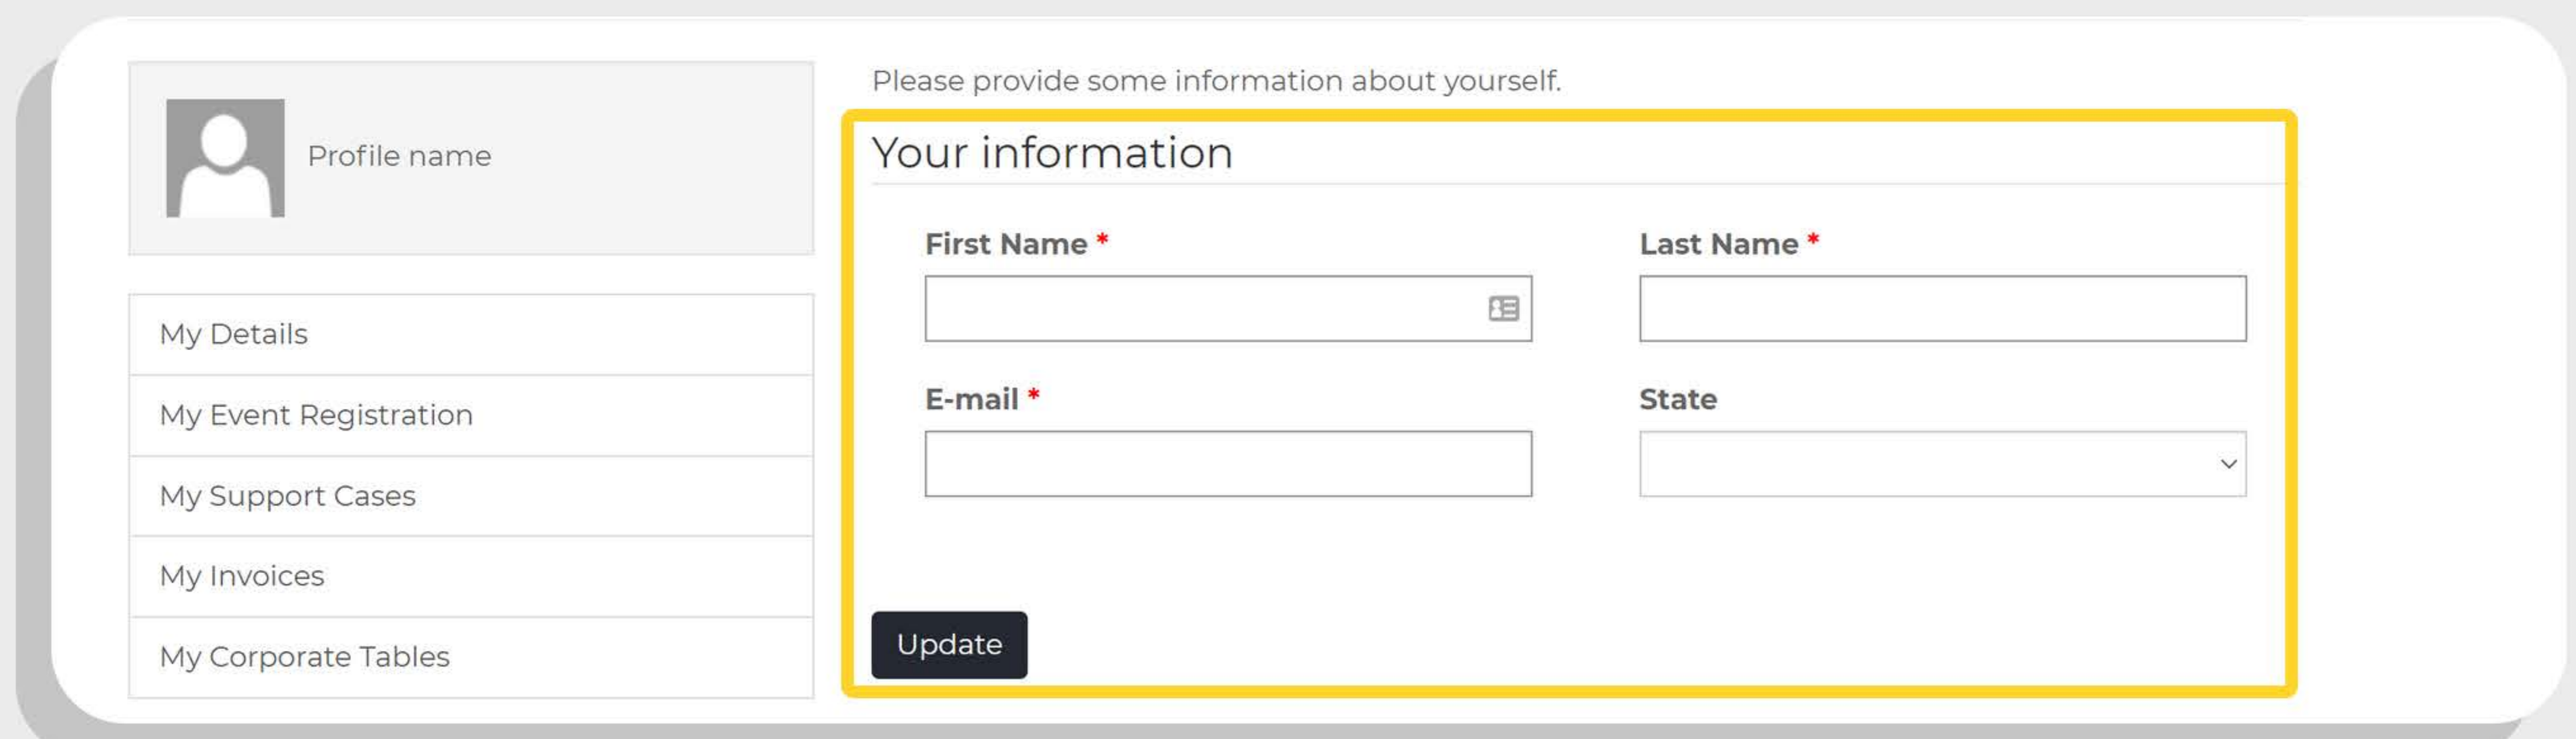 Profile name
My Details
My Event Registration
My Support Cases
My Invoices
My Corporate Tables
Please provide some information about yourself.
Your information
First Name *
Last Name *
E-mail *
State
Update